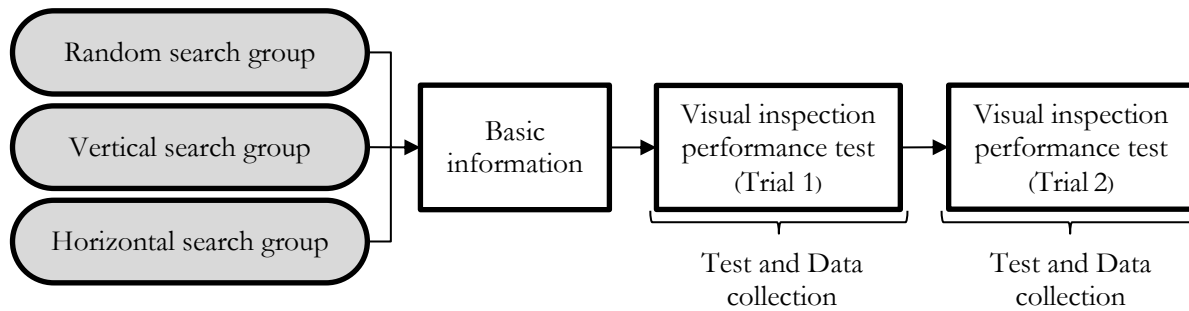 Random search group
Vertical search group
Horizontal search group
Basic
information
Visual inspection
performance test
(Trial 1)
Visual inspection
performance test
(Trial 2)
Test and Data
collection
Test and Data
collection